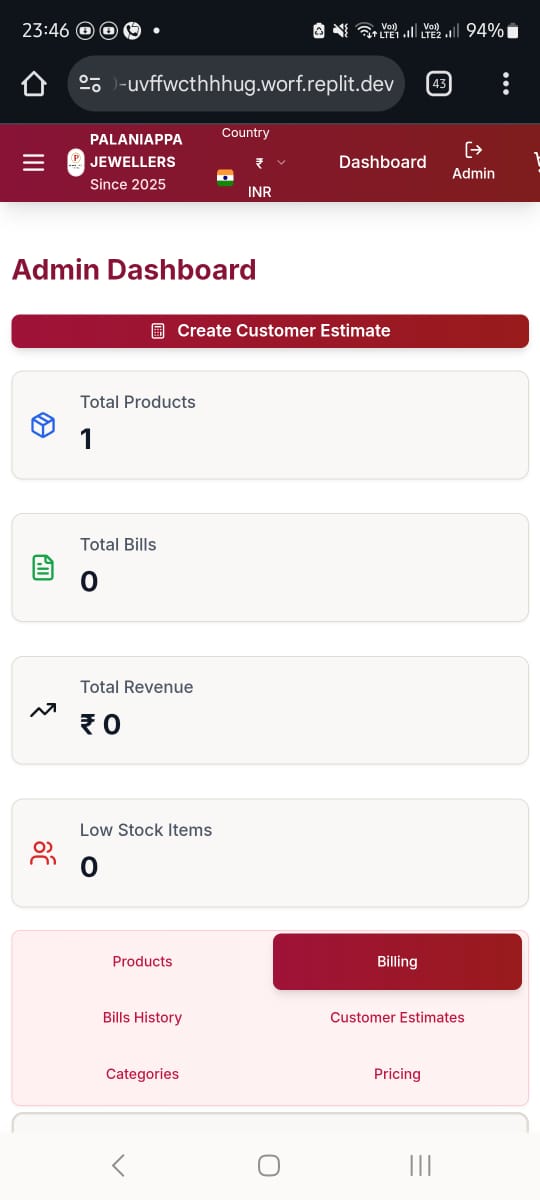 23:46
Vo)) LTE1
Vo)) LTE2
94%
-uvffwcthhhug.worf.replit.dev
43
PALANIAPPA
JEWELLERS
Since 2025
Country
₹
INR
Dashboard
Admin
Admin Dashboard
Create Customer Estimate
Total Products
1
Total Bills
0
Total Revenue
₹ 0
Low Stock Items
0
Products
Billing
Bills History
Customer Estimates
Categories
Pricing